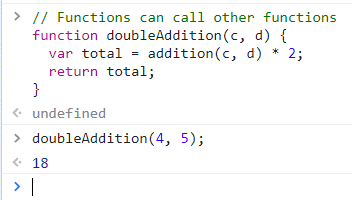 > // Functions can call other functions
function doubleAddition(c, d) {
  var total = addition(c, d) * 2;
  return total;
}
< undefined
> doubleAddition(4, 5);
< 18
>